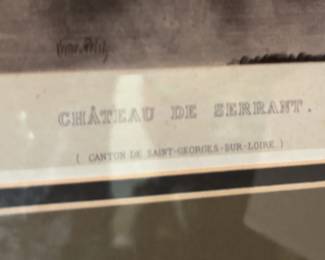 CHÂTEAU DE SERRANT.
( CANTON DE SAINT-GEORGES-SUR-LOIRE )